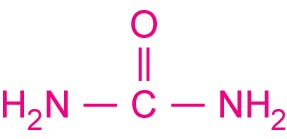 O
H₂N — C — NH₂